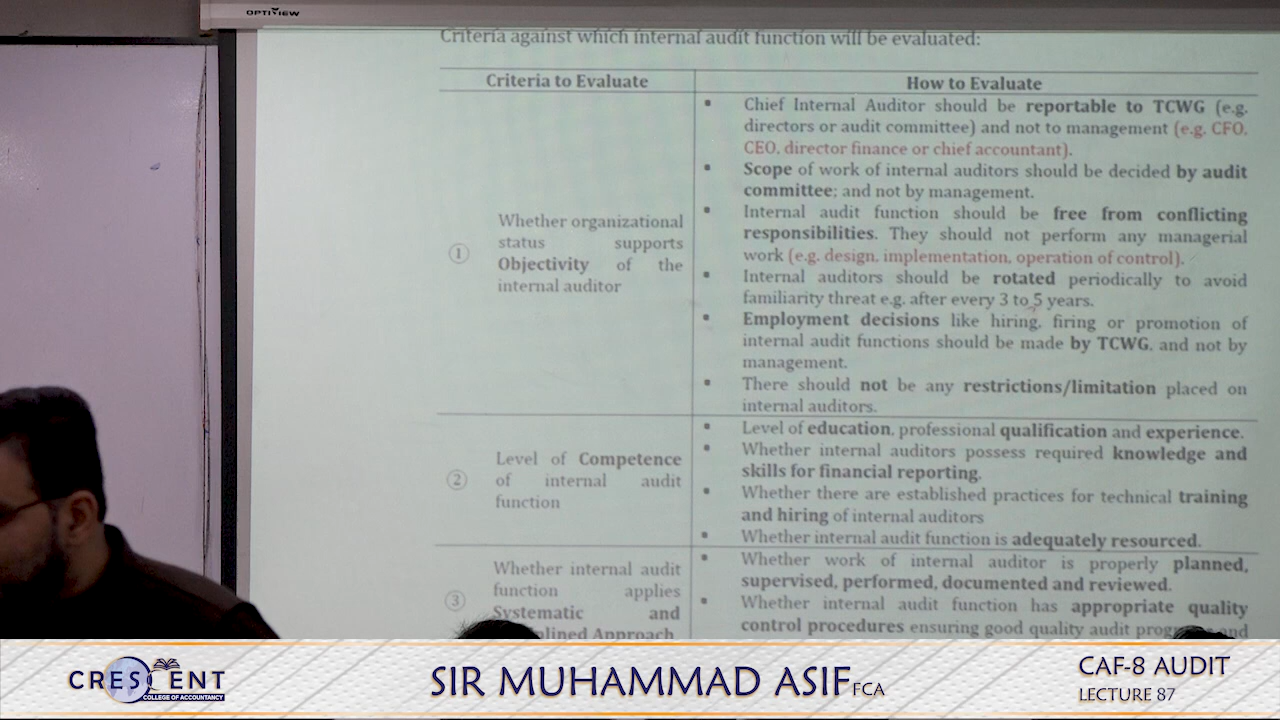 OPTIVIEW
Criteria against which internal audit function will be evaluated:
Criteria to Evaluate
How to Evaluate
1
Whether organizational
status supports
Objectivity of the
internal auditor
▪ Chief Internal Auditor should be reportable to TCWG (e.g.
directors or audit committee) and not to management (e.g. CFO,
CEO, director finance or chief accountant).
▪ Scope of work of internal auditors should be decided by audit
committee; and not by management.
▪ Internal audit function should be free from conflicting
responsibilities. They should not perform any managerial
work (e.g. design, implementation, operation of control).
▪ Internal auditors should be rotated periodically to avoid
familiarity threat e.g. after every 3 to 5 years.
▪ Employment decisions like hiring, firing or promotion of
internal audit functions should be made by TCWG, and not by
management.
▪ There should not be any restrictions/limitation placed on
internal auditors.
2
Level of Competence
of internal audit
function
▪ Level of education, professional qualification and experience.
▪ Whether internal auditors possess required knowledge and
skills for financial reporting.
▪ Whether there are established practices for technical training
and hiring of internal auditors
▪ Whether internal audit function is adequately resourced.
3
Whether internal audit
function applies
Systematic and
Approach
▪ Whether work of internal auditor is properly planned,
supervised, performed, documented and reviewed.
▪ Whether internal audit function has appropriate quality
control procedures ensuring good quality audit
CRESCENT
COLLEGE OF ACCOUNTANCY
SIR MUHAMMAD ASIF FCA
CAF-8 AUDIT
LECTURE 87